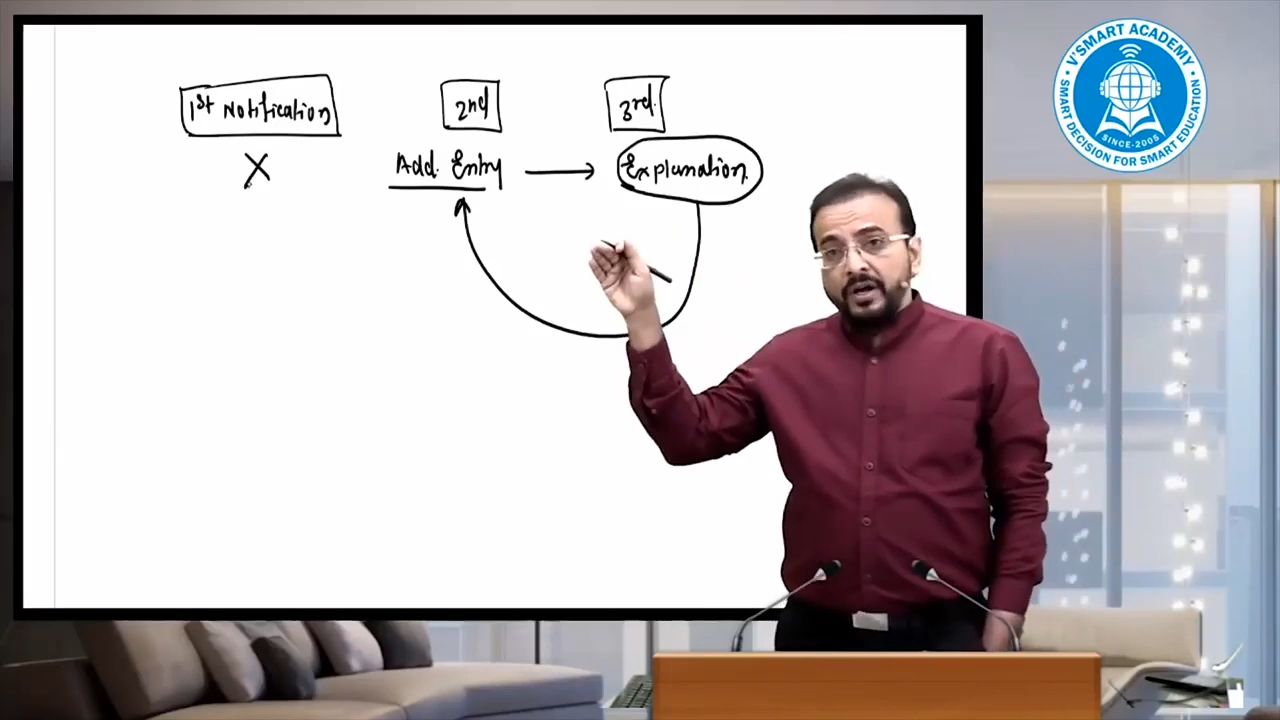 1st Notification
2nd
3rd
X
Add. Entry
Explanation
V'SMART ACADEMY
SINCE-2005
SMART DECISION FOR SMART EDUCATION